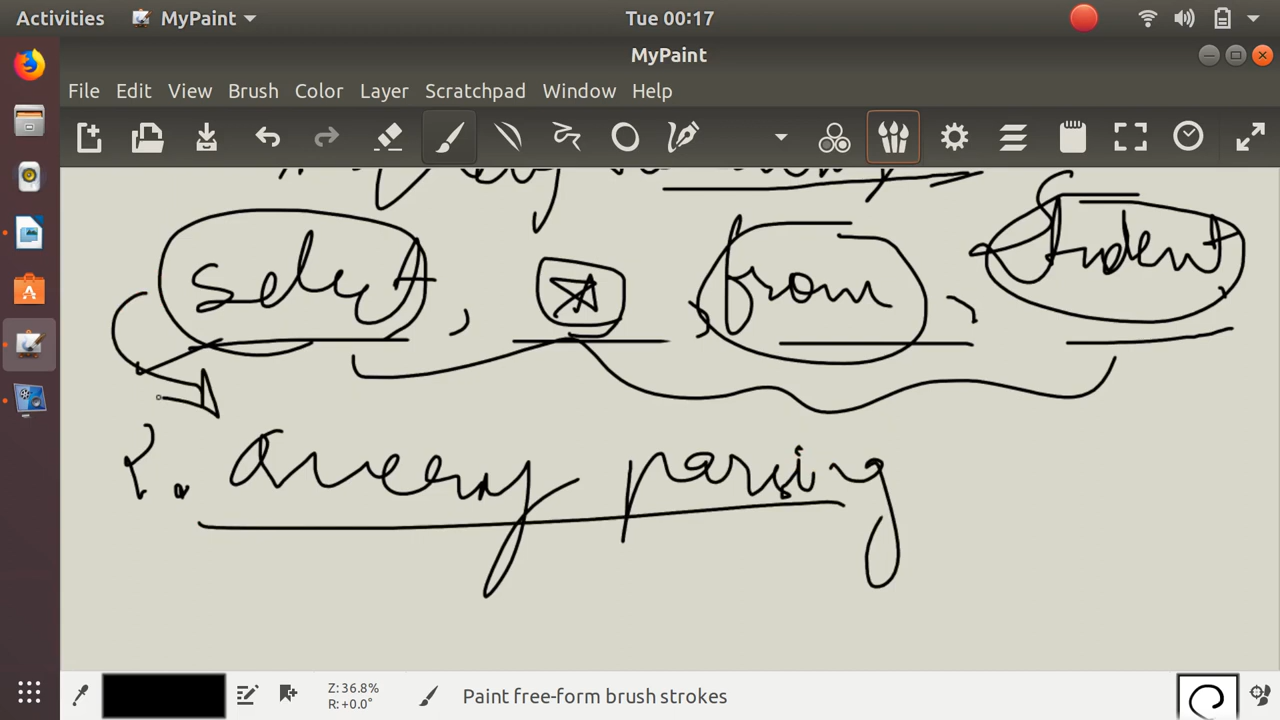 Activities MyPaint Tue 00:17
MyPaint
File Edit View Brush Color Layer Scratchpad Window Help
select, * , from, Student
2. Query parsing
Z: 36.8%
R: +0.0°
Paint free-form brush strokes